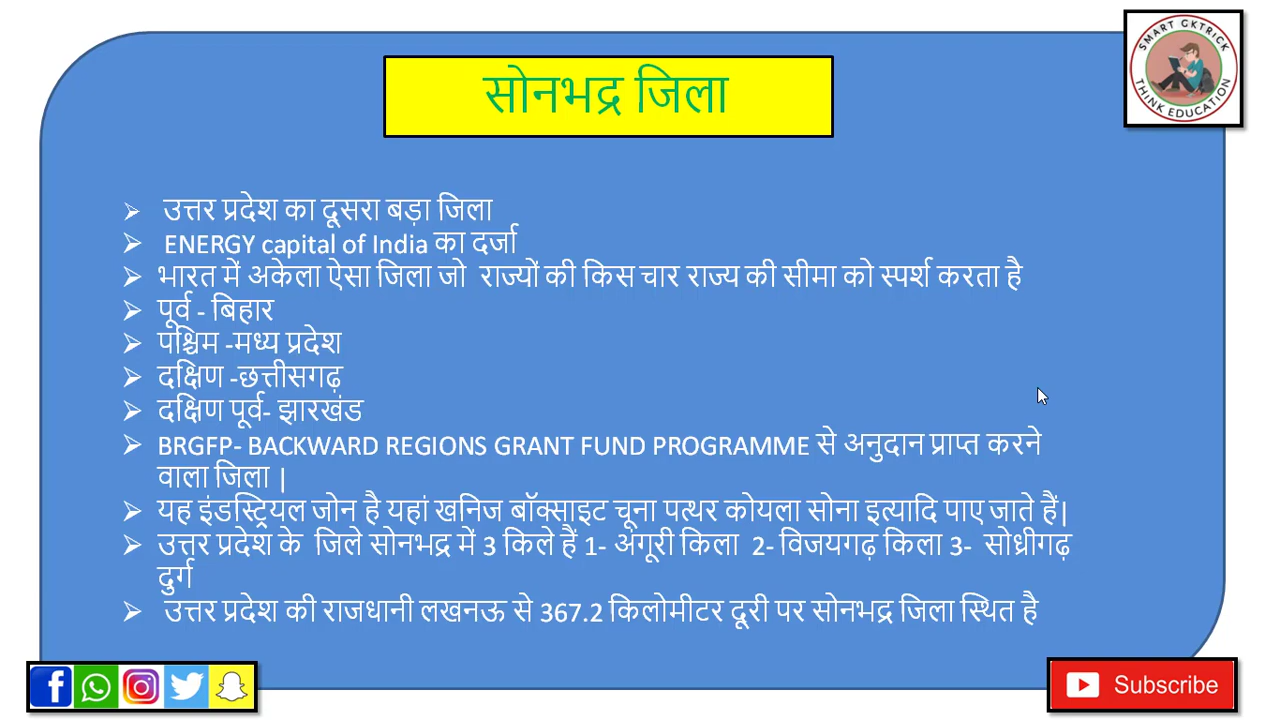 SMART GKTRICK
THINK EDUCATION
सोनभद्र जिला
उत्तर प्रदेश का दूसरा बड़ा जिला
ENERGY capital of India का दर्जा
भारत में अकेला ऐसा जिला जो राज्यों की किस चार राज्य की सीमा को स्पर्श करता है
पूर्व - बिहार
पश्चिम -मध्य प्रदेश
दक्षिण -छत्तीसगढ़
दक्षिण पूर्व- झारखंड
BRGFP- BACKWARD REGIONS GRANT FUND PROGRAMME से अनुदान प्राप्त करने
वाला जिला |
यह इंडस्ट्रियल जोन है यहां खनिज बॉक्साइट चूना पत्थर कोयला सोना इत्यादि पाए जाते हैं|
उत्तर प्रदेश के जिले सोनभद्र में 3 किले हैं 1- अंगूरी किला 2- विजयगढ़ किला 3- सोध्रीगढ़
दुर्ग
उत्तर प्रदेश की राजधानी लखनऊ से 367.2 किलोमीटर दूरी पर सोनभद्र जिला स्थित है
Subscribe